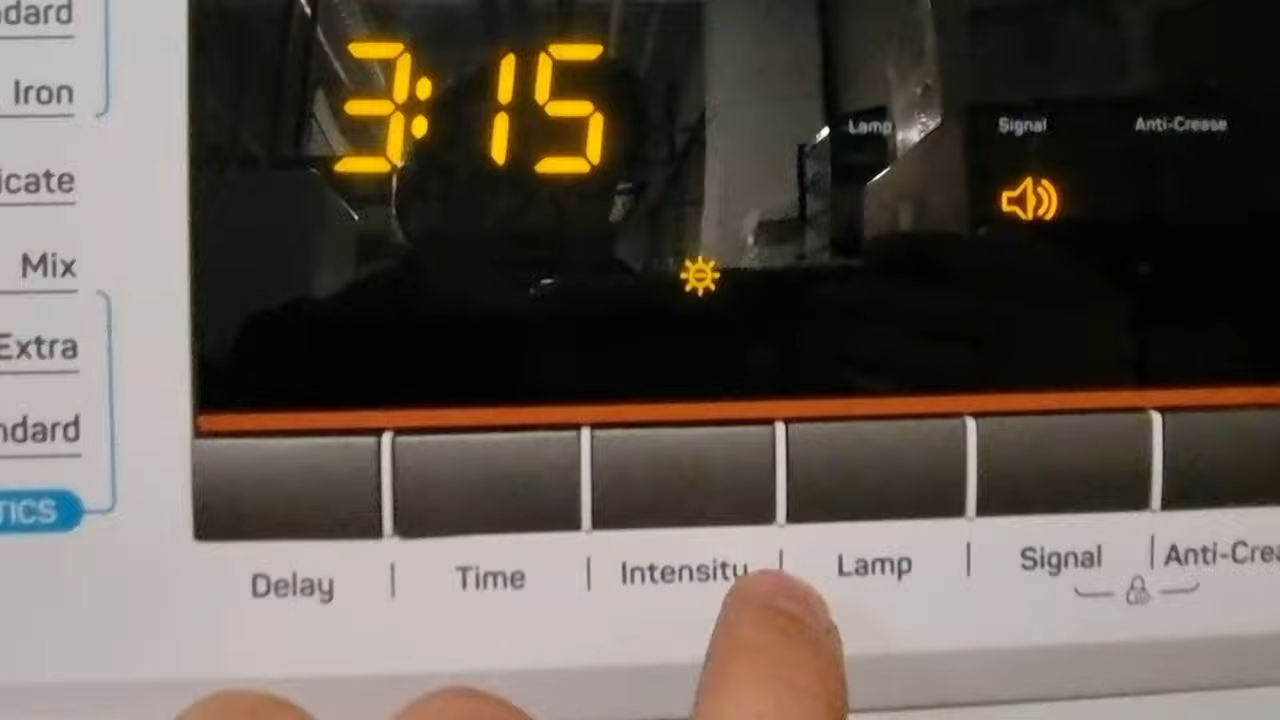 dard
Iron
icate
Mix
Extra
ndard
TICS
3:15
Lamp Signal Anti-Crease
Delay | Time | Intensity | Lamp | Signal | Anti-Crea